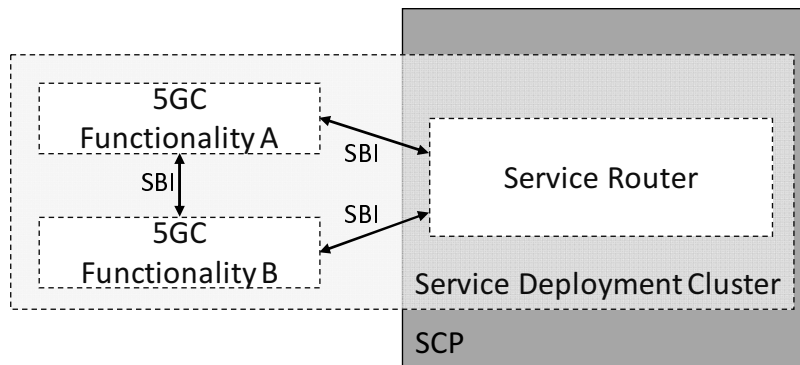 5GC
Functionality A
SBI
SBI
Service Router
SBI
5GC
Functionality B
Service Deployment Cluster
SCP